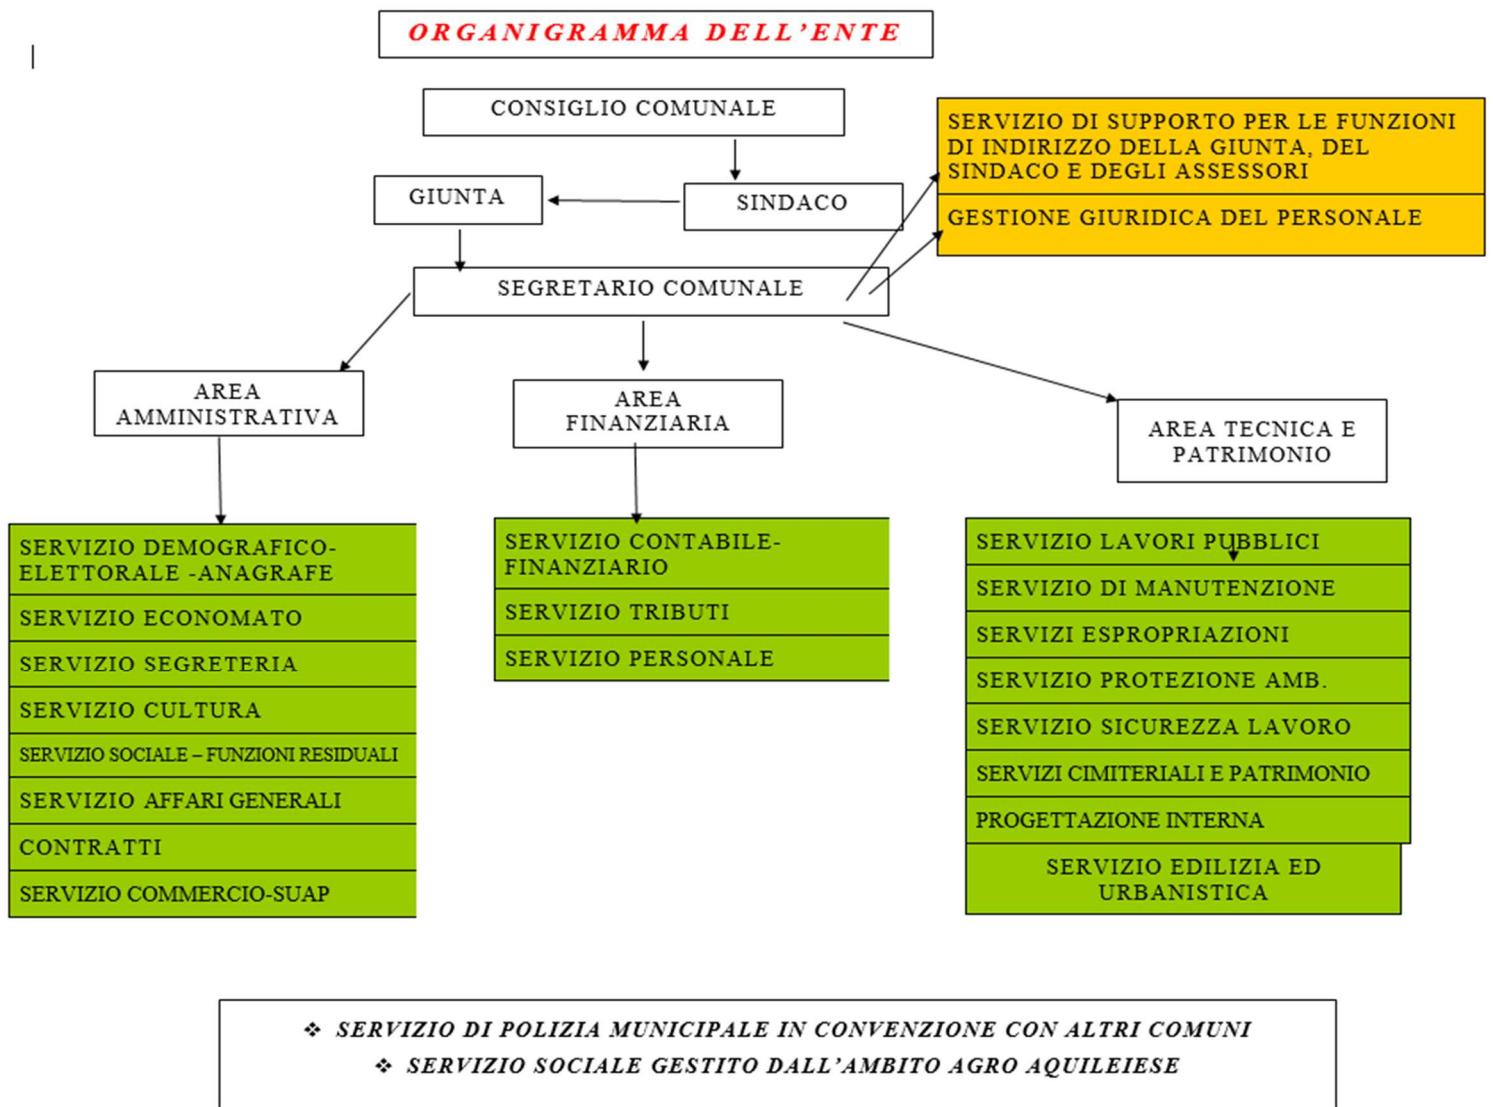 ORGANIGRAMMA DELL'ENTE
CONSIGLIO COMUNALE
SERVIZIO DI SUPPORTO PER LE FUNZIONI
DI INDIRIZZO DELLA GIUNTA, DEL
SINDACO E DEGLI ASSESSORI
GESTIONE GIURIDICA DEL PERSONALE
GIUNTA
SINDACO
SEGRETARIO COMUNALE
AREA
AMMINISTRATIVA
AREA
FINANZIARIA
AREA TECNICA E
PATRIMONIO
SERVIZIO DEMOGRAFICO-
ELETTORALE -ANAGRAFE
SERVIZIO ECONOMATO
SERVIZIO SEGRETERIA
SERVIZIO CULTURA
SERVIZIO SOCIALE – FUNZIONI RESIDUALI
SERVIZIO AFFARI GENERALI
CONTRATTI
SERVIZIO COMMERCIO-SUAP
SERVIZIO CONTABILE-
FINANZIARIO
SERVIZIO TRIBUTI
SERVIZIO PERSONALE
SERVIZIO LAVORI PUBBLICI
SERVIZIO DI MANUTENZIONE
SERVIZI ESPROPRIAZIONI
SERVIZIO PROTEZIONE AMB.
SERVIZIO SICUREZZA LAVORO
SERVIZI CIMITERIALI E PATRIMONIO
PROGETTAZIONE INTERNA
SERVIZIO EDILIZIA ED
URBANISTICA
❖ SERVIZIO DI POLIZIA MUNICIPALE IN CONVENZIONE CON ALTRI COMUNI
❖ SERVIZIO SOCIALE GESTITO DALL'AMBITO AGRO AQUILEIESE